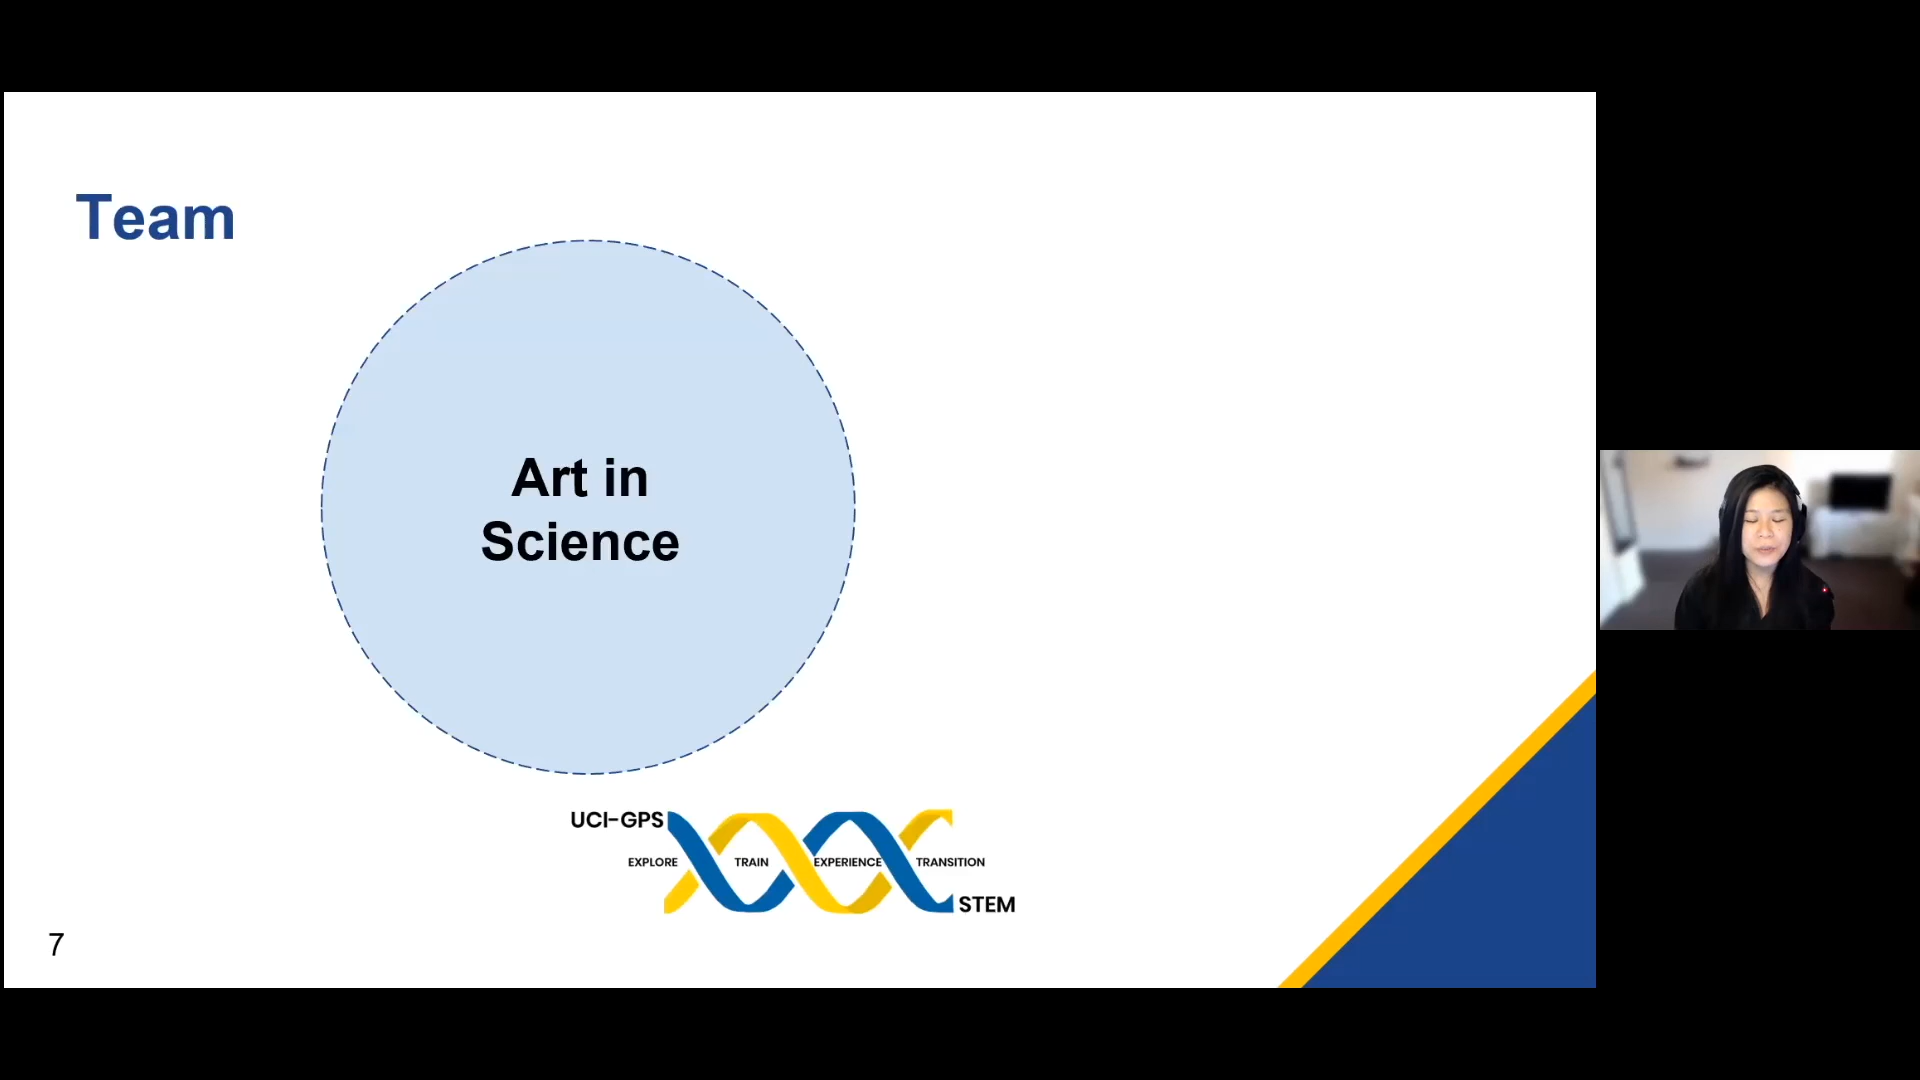 Team
Art in
Science
UCI-GPS
EXPLORE TRAIN EXPERIENCE TRANSITION
STEM
7